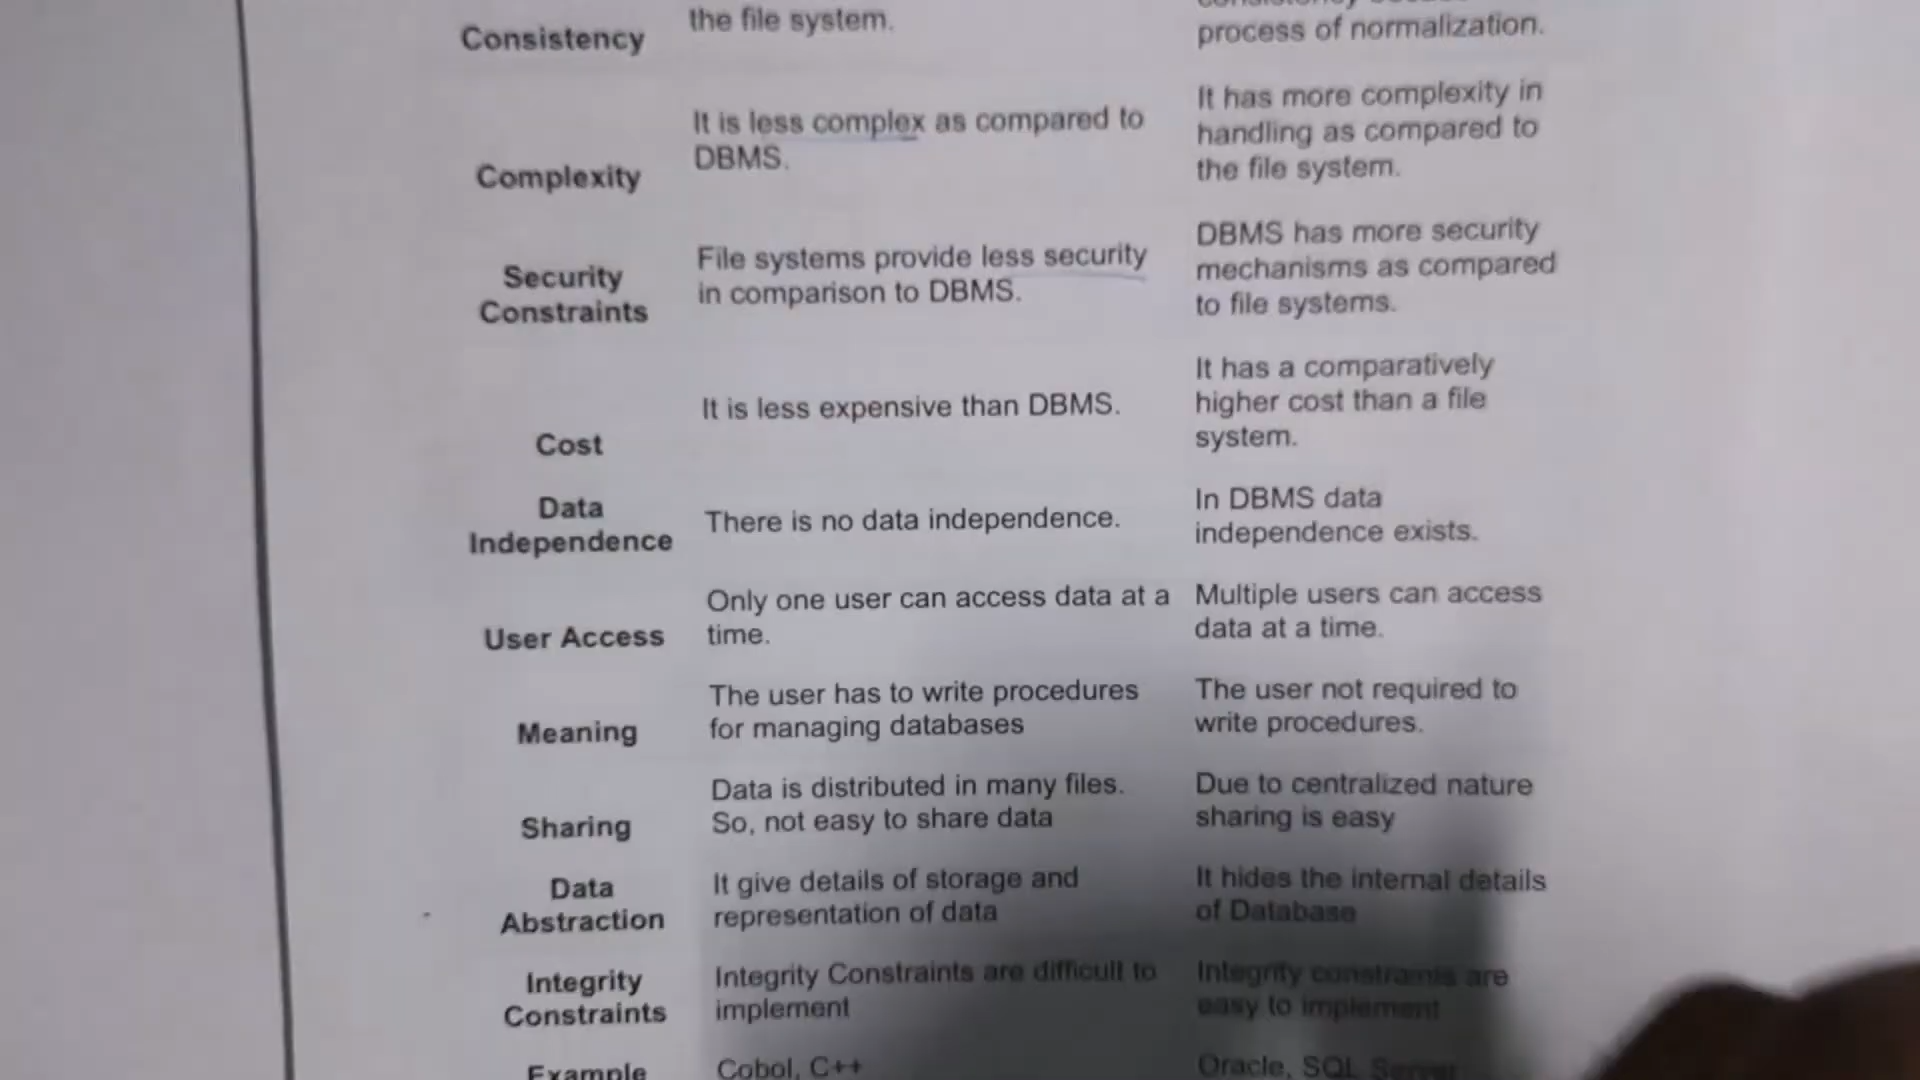 the file system.
process of normalization.
Consistency
It is less complex as compared to
DBMS.
It has more complexity in
handling as compared to
the file system.
Complexity
File systems provide less security
in comparison to DBMS.
DBMS has more security
mechanisms as compared
to file systems.
Security
Constraints
It is less expensive than DBMS.
It has a comparatively
higher cost than a file
system.
Cost
Data
Independence
There is no data independence.
In DBMS data
independence exists.
User Access
Only one user can access data at a
time.
Multiple users can access
data at a time.
Meaning
The user has to write procedures
for managing databases
The user not required to
write procedures.
Sharing
Data is distributed in many files.
So, not easy to share data
Due to centralized nature
sharing is easy
Data
Abstraction
It give details of storage and
representation of data
It hides the internal details
of Database
Integrity
Constraints
Integrity Constraints are difficult to
implement
Integrity constraints are
easy to implement
Example
Cobol, C++
Oracle, SQL Server